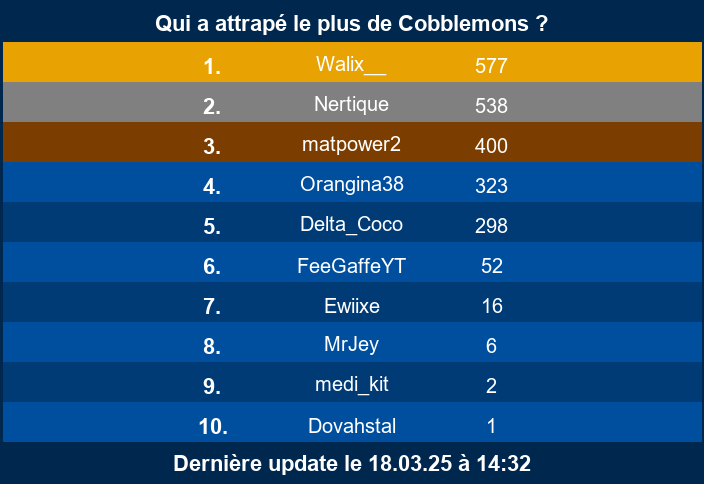 Qui a attrapé le plus de Cobblemons ?
1. Walix__ 577
2. Nertique 538
3. matpower2 400
4. Orangina38 323
5. Delta_Coco 298
6. FeeGaffeYT 52
7. Ewiixe 16
8. MrJey 6
9. medi_kit 2
10. Dovahstal 1
Dernière update le 18.03.25 à 14:32